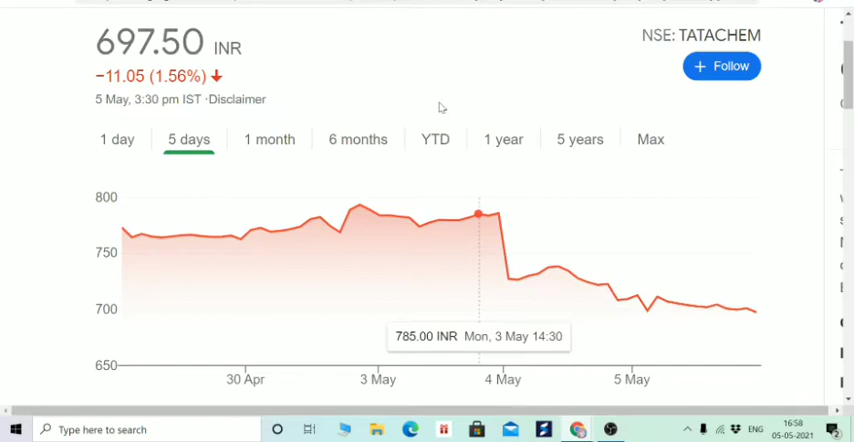 697.50 INR
NSE: TATACHEM
−11.05 (1.56%)
+ Follow
5 May, 3:30 pm IST ·Disclaimer
1 day 5 days 1 month 6 months YTD 1 year 5 years Max
800
750
700
785.00 INR Mon, 3 May 14:30
650
30 Apr 3 May 4 May 5 May
Type here to search
ENG
16:58
05-05-2021
2